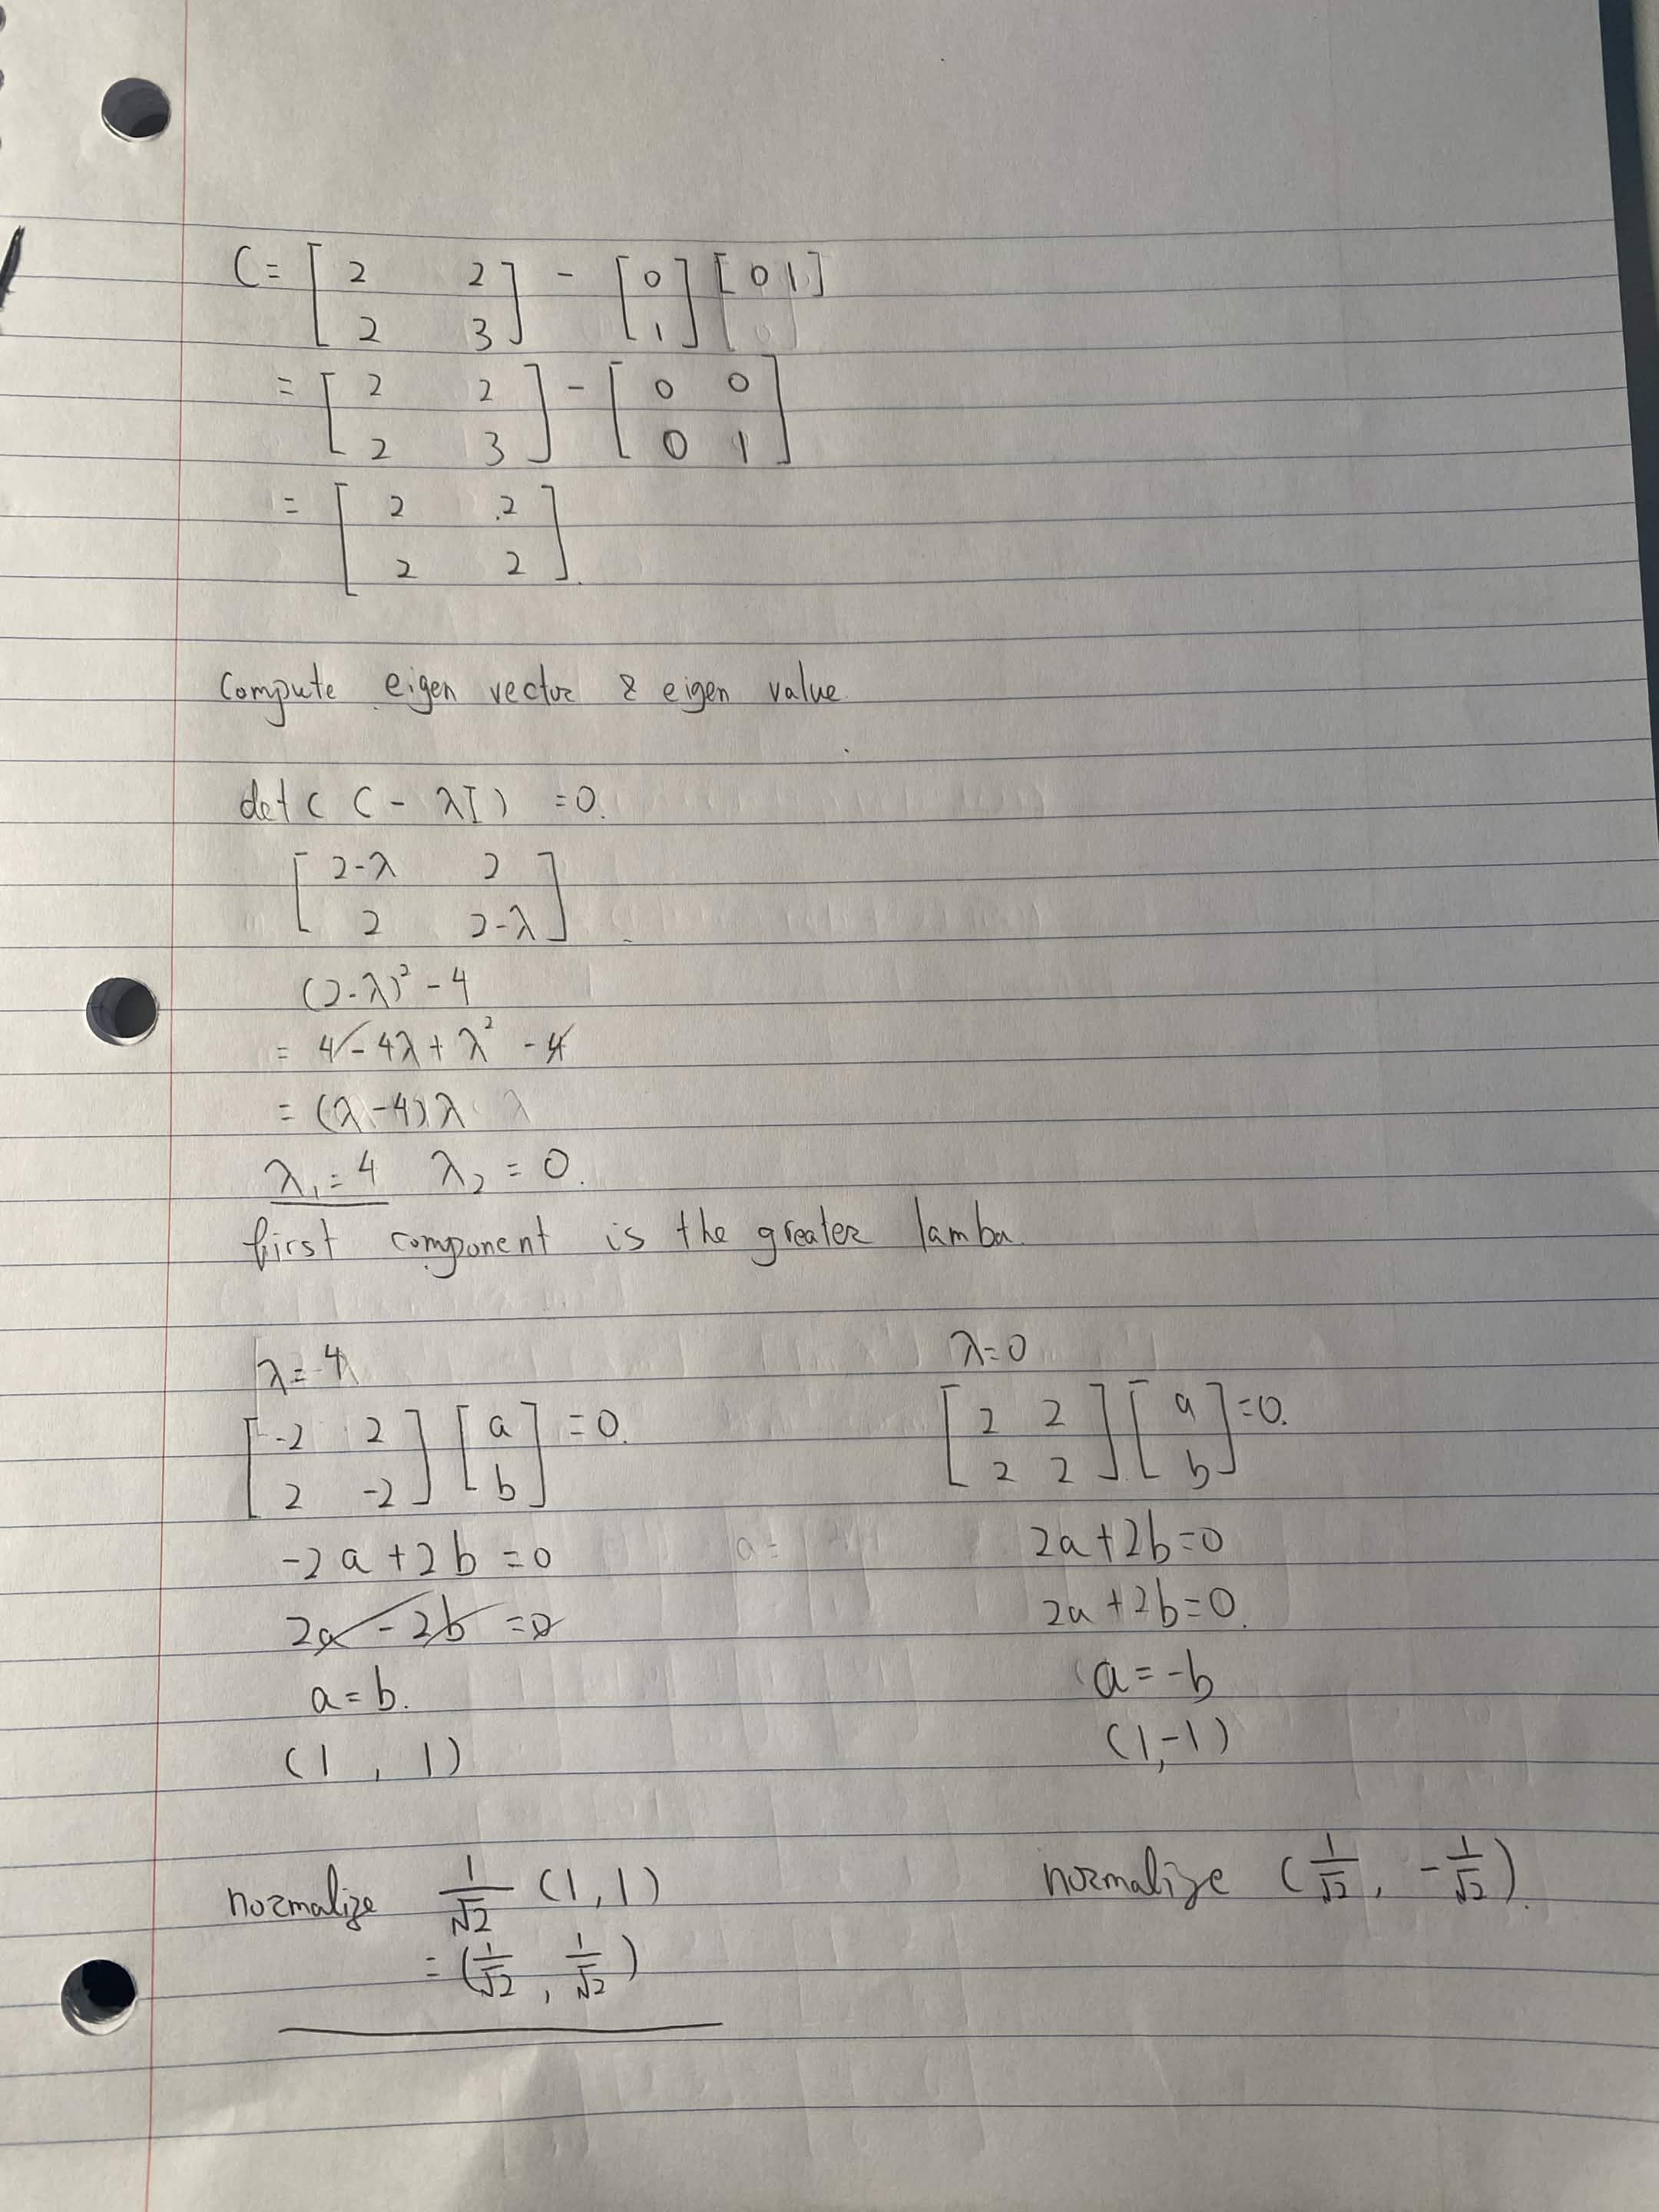 C = [ 2 2 ] - [ 0 ] [ 0 1 ]
[ 2 3 ] [ 1 ]
= [ 2 2 ] - [ 0 0 ]
[ 2 3 ] [ 0 1 ]
= [ 2 2 ]
[ 2 2 ]
Compute eigen vector & eigen value.
det ( C - λI ) = 0.
[ 2-λ 2 ]
[ 2 2-λ ]
(2-λ)² - 4
= 4 - 4λ + λ² - 4
= (λ-4)λ
λ₁ = 4 λ₂ = 0.
first component is the greater lamba.
λ = 4
[ -2 2 ] [ a ] = 0.
[ 2 -2 ] [ b ]
-2a + 2b = 0
2a - 2b = 0
a = b.
(1 , 1)
normalize 1/√2 (1, 1)
= (1/√2 , 1/√2)
λ=0
[ 2 2 ] [ a ] =0.
[ 2 2 ] [ b ]
2a+2b=0
2a+2b=0.
a = -b
(1,-1)
normalize (1/√2, -1/√2).